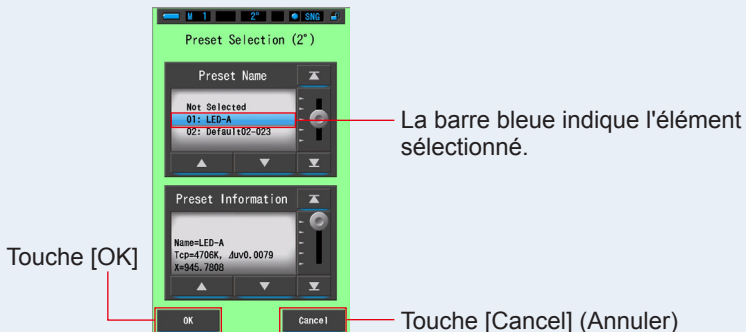 M 1 2° SNG
Preset Selection (2°)
Preset Name
Not Selected
01: LED-A
02: Default02-023
La barre bleue indique l'élément
sélectionné.
Preset Information
Name=LED-A
Tcp=4706K, Δuv0.0079
X=945.7808
Touche [OK]
OK
Cancel
Touche [Cancel] (Annuler)